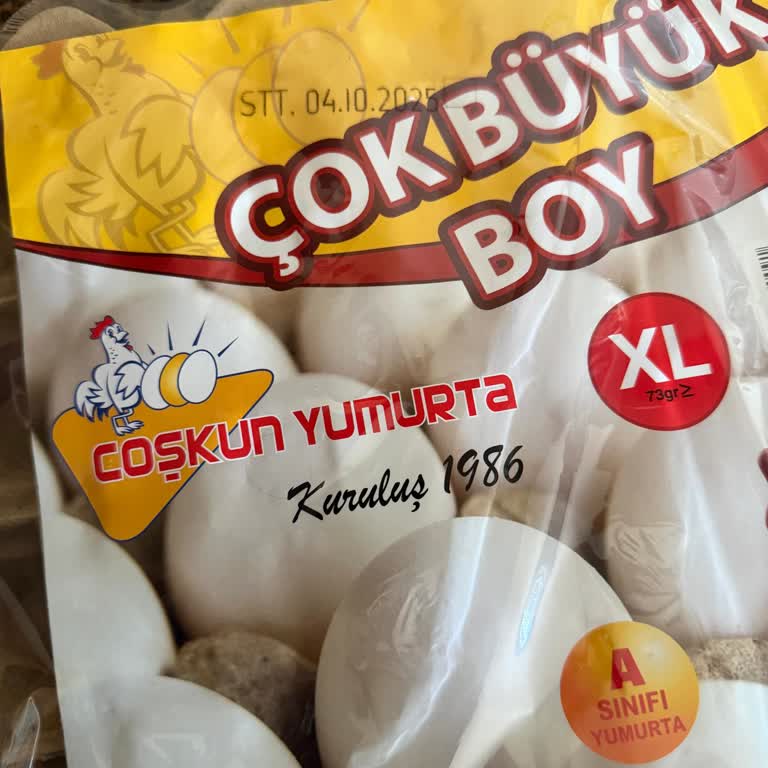 STT. 04.10.2025
ÇOK BÜYÜK
BOY
XL
73gr≥
COŞKUN YUMURTA
Kuruluş 1986
A
SINIFI
YUMURTA